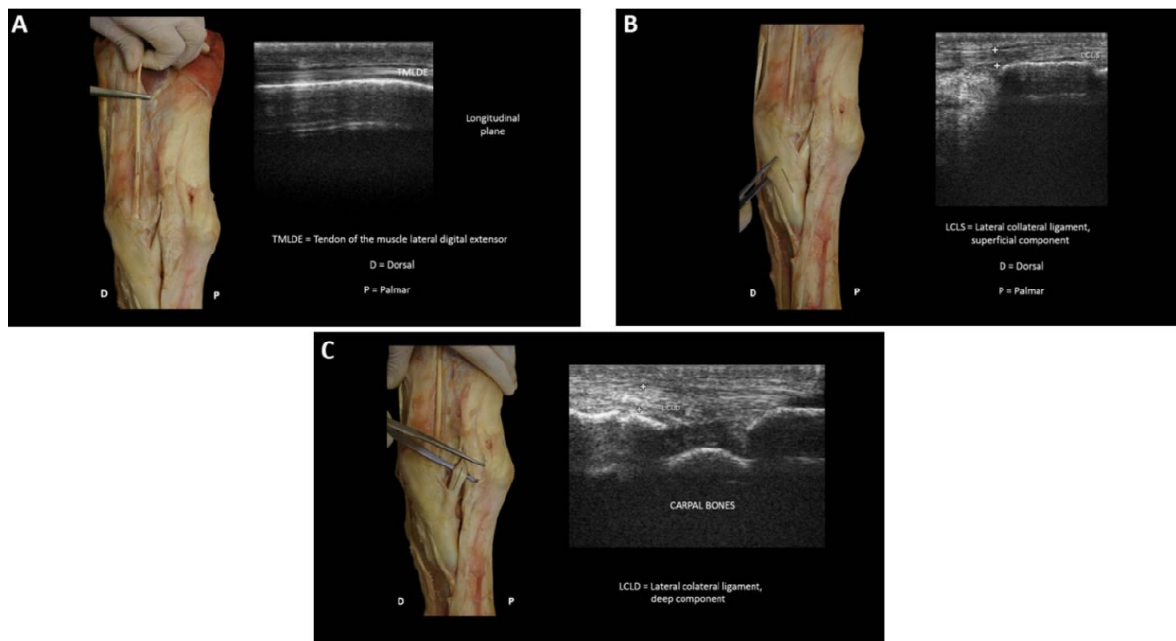 A
TMLDE
Longitudinal
plane
TMLDE = Tendon of the muscle lateral digital extensor
D = Dorsal
P = Palmar
D
P
B
LCLS
LCLS = Lateral collateral ligament,
superficial component
D = Dorsal
P = Palmar
D
P
C
LCLD
CARPAL BONES
LCLD = Lateral colateral ligament,
deep component
D
P